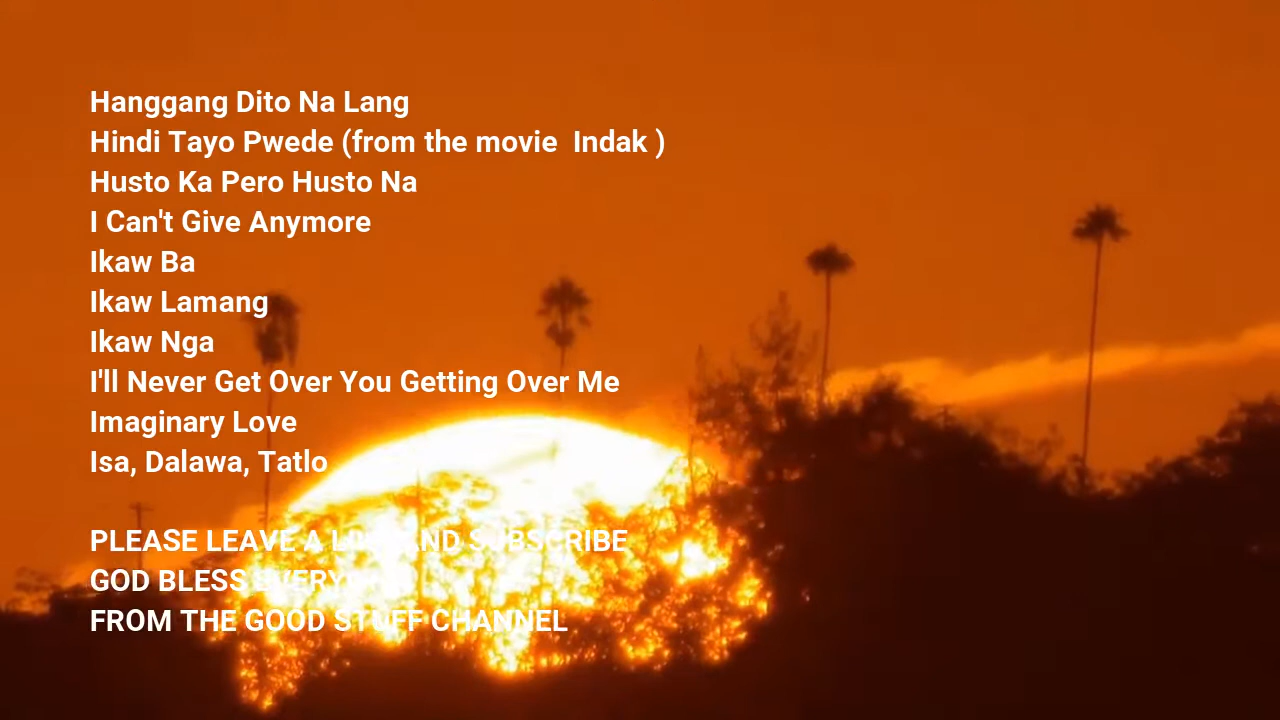 Hanggang Dito Na Lang
Hindi Tayo Pwede (from the movie  Indak )
Husto Ka Pero Husto Na
I Can't Give Anymore
Ikaw Ba
Ikaw Lamang
Ikaw Nga
I'll Never Get Over You Getting Over Me
Imaginary Love
Isa, Dalawa, Tatlo
PLEASE LEAVE A LIKE AND SUBSCRIBE
GOD BLESS
FROM THE GOOD STUFF CHANNEL